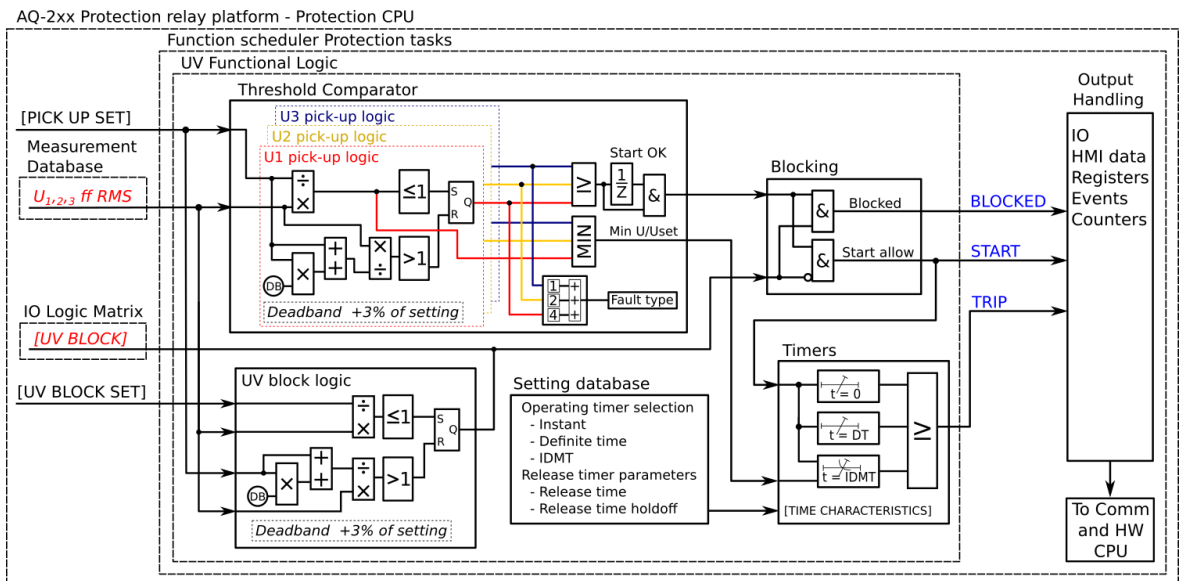 AQ-2xx Protection relay platform - Protection CPU
Function scheduler Protection tasks
UV Functional Logic
Threshold Comparator
[PICK UP SET]
Measurement
Database
U1,2,3 ff RMS
U3 pick-up logic
U2 pick-up logic
U1 pick-up logic
÷
×
≤1
S
R
Q
DB
×
+
+
×
÷
>1
Deadband +3% of setting
≥
Start OK
1
Z
&
MIN
Min U/Uset
1 +
2 +
4 +
Fault type
Blocking
&
Blocked
&
Start allow
BLOCKED
START
TRIP
Output
Handling
IO
HMI data
Registers
Events
Counters
To Comm
and HW
CPU
IO Logic Matrix
[UV BLOCK]
[UV BLOCK SET]
UV block logic
÷
×
≤1
S
R
Q
DB
×
+
+
÷
×
>1
Deadband +3% of setting
Setting database
Operating timer selection
- Instant
- Definite time
- IDMT
Release timer parameters
- Release time
- Release time holdoff
Timers
t = 0
t = DT
t = IDMT
≥
[TIME CHARACTERISTICS]